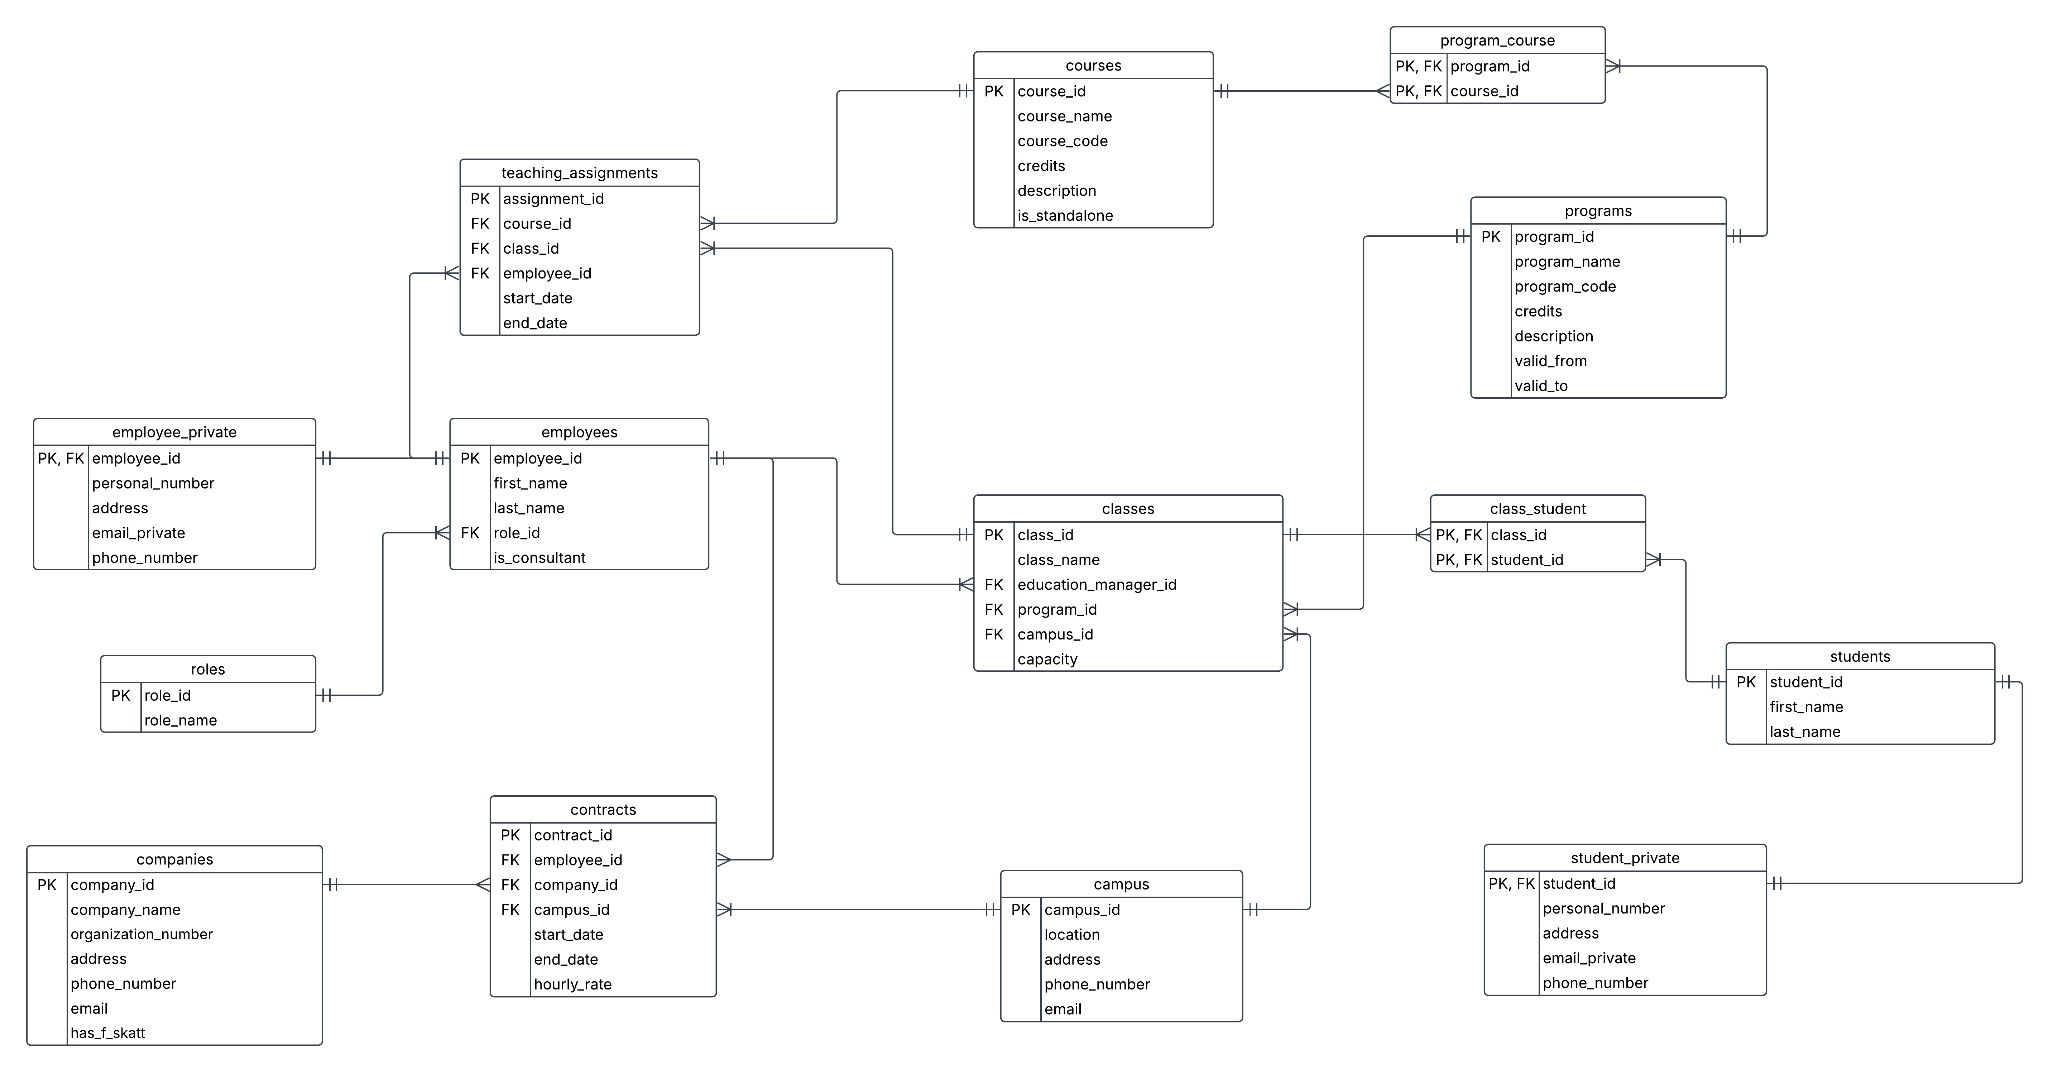 program_course
PK, FK program_id
PK, FK course_id
courses
PK course_id
course_name
course_code
credits
description
is_standalone
teaching_assignments
PK assignment_id
FK course_id
FK class_id
FK employee_id
start_date
end_date
programs
PK program_id
program_name
program_code
credits
description
valid_from
valid_to
employee_private
PK, FK employee_id
personal_number
address
email_private
phone_number
employees
PK employee_id
first_name
last_name
FK role_id
is_consultant
classes
PK class_id
class_name
FK education_manager_id
FK program_id
FK campus_id
capacity
class_student
PK, FK class_id
PK, FK student_id
roles
PK role_id
role_name
students
PK student_id
first_name
last_name
contracts
PK contract_id
FK employee_id
FK company_id
FK campus_id
start_date
end_date
hourly_rate
companies
PK company_id
company_name
organization_number
address
phone_number
email
has_f_skatt
campus
PK campus_id
location
address
phone_number
email
student_private
PK, FK student_id
personal_number
address
email_private
phone_number